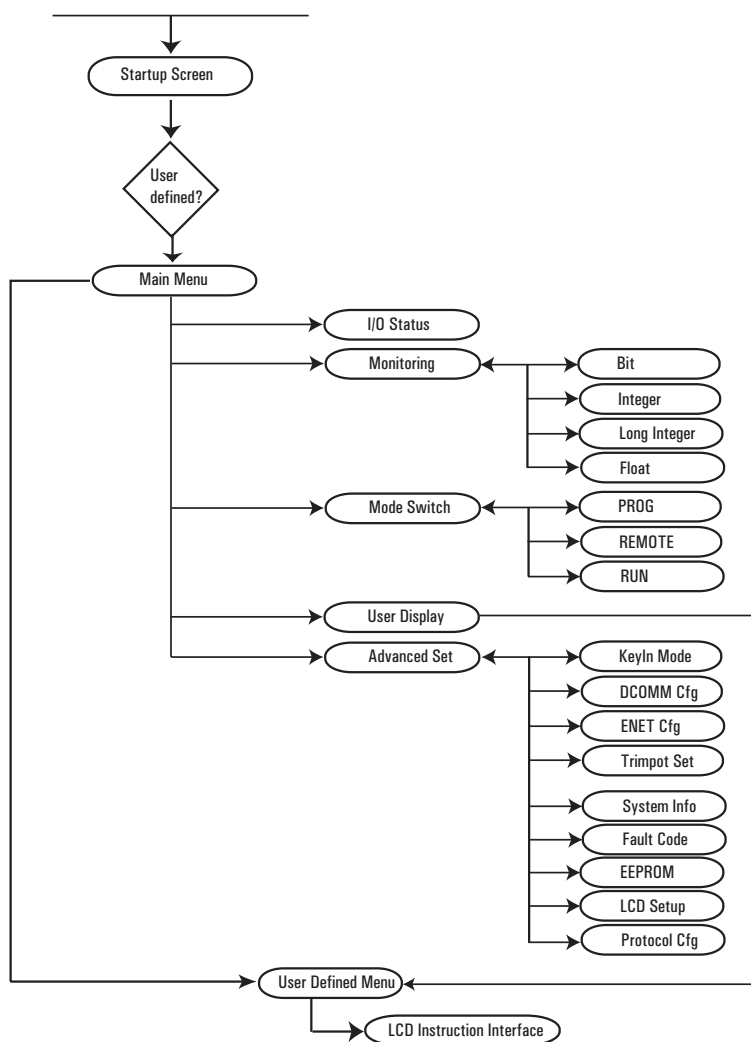 Startup Screen
User
defined?
Main Menu
I/O Status
Monitoring
Bit
Integer
Long Integer
Float
Mode Switch
PROG
REMOTE
RUN
User Display
Advanced Set
KeyIn Mode
DCOMM Cfg
ENET Cfg
Trimpot Set
System Info
Fault Code
EEPROM
LCD Setup
Protocol Cfg
User Defined Menu
LCD Instruction Interface